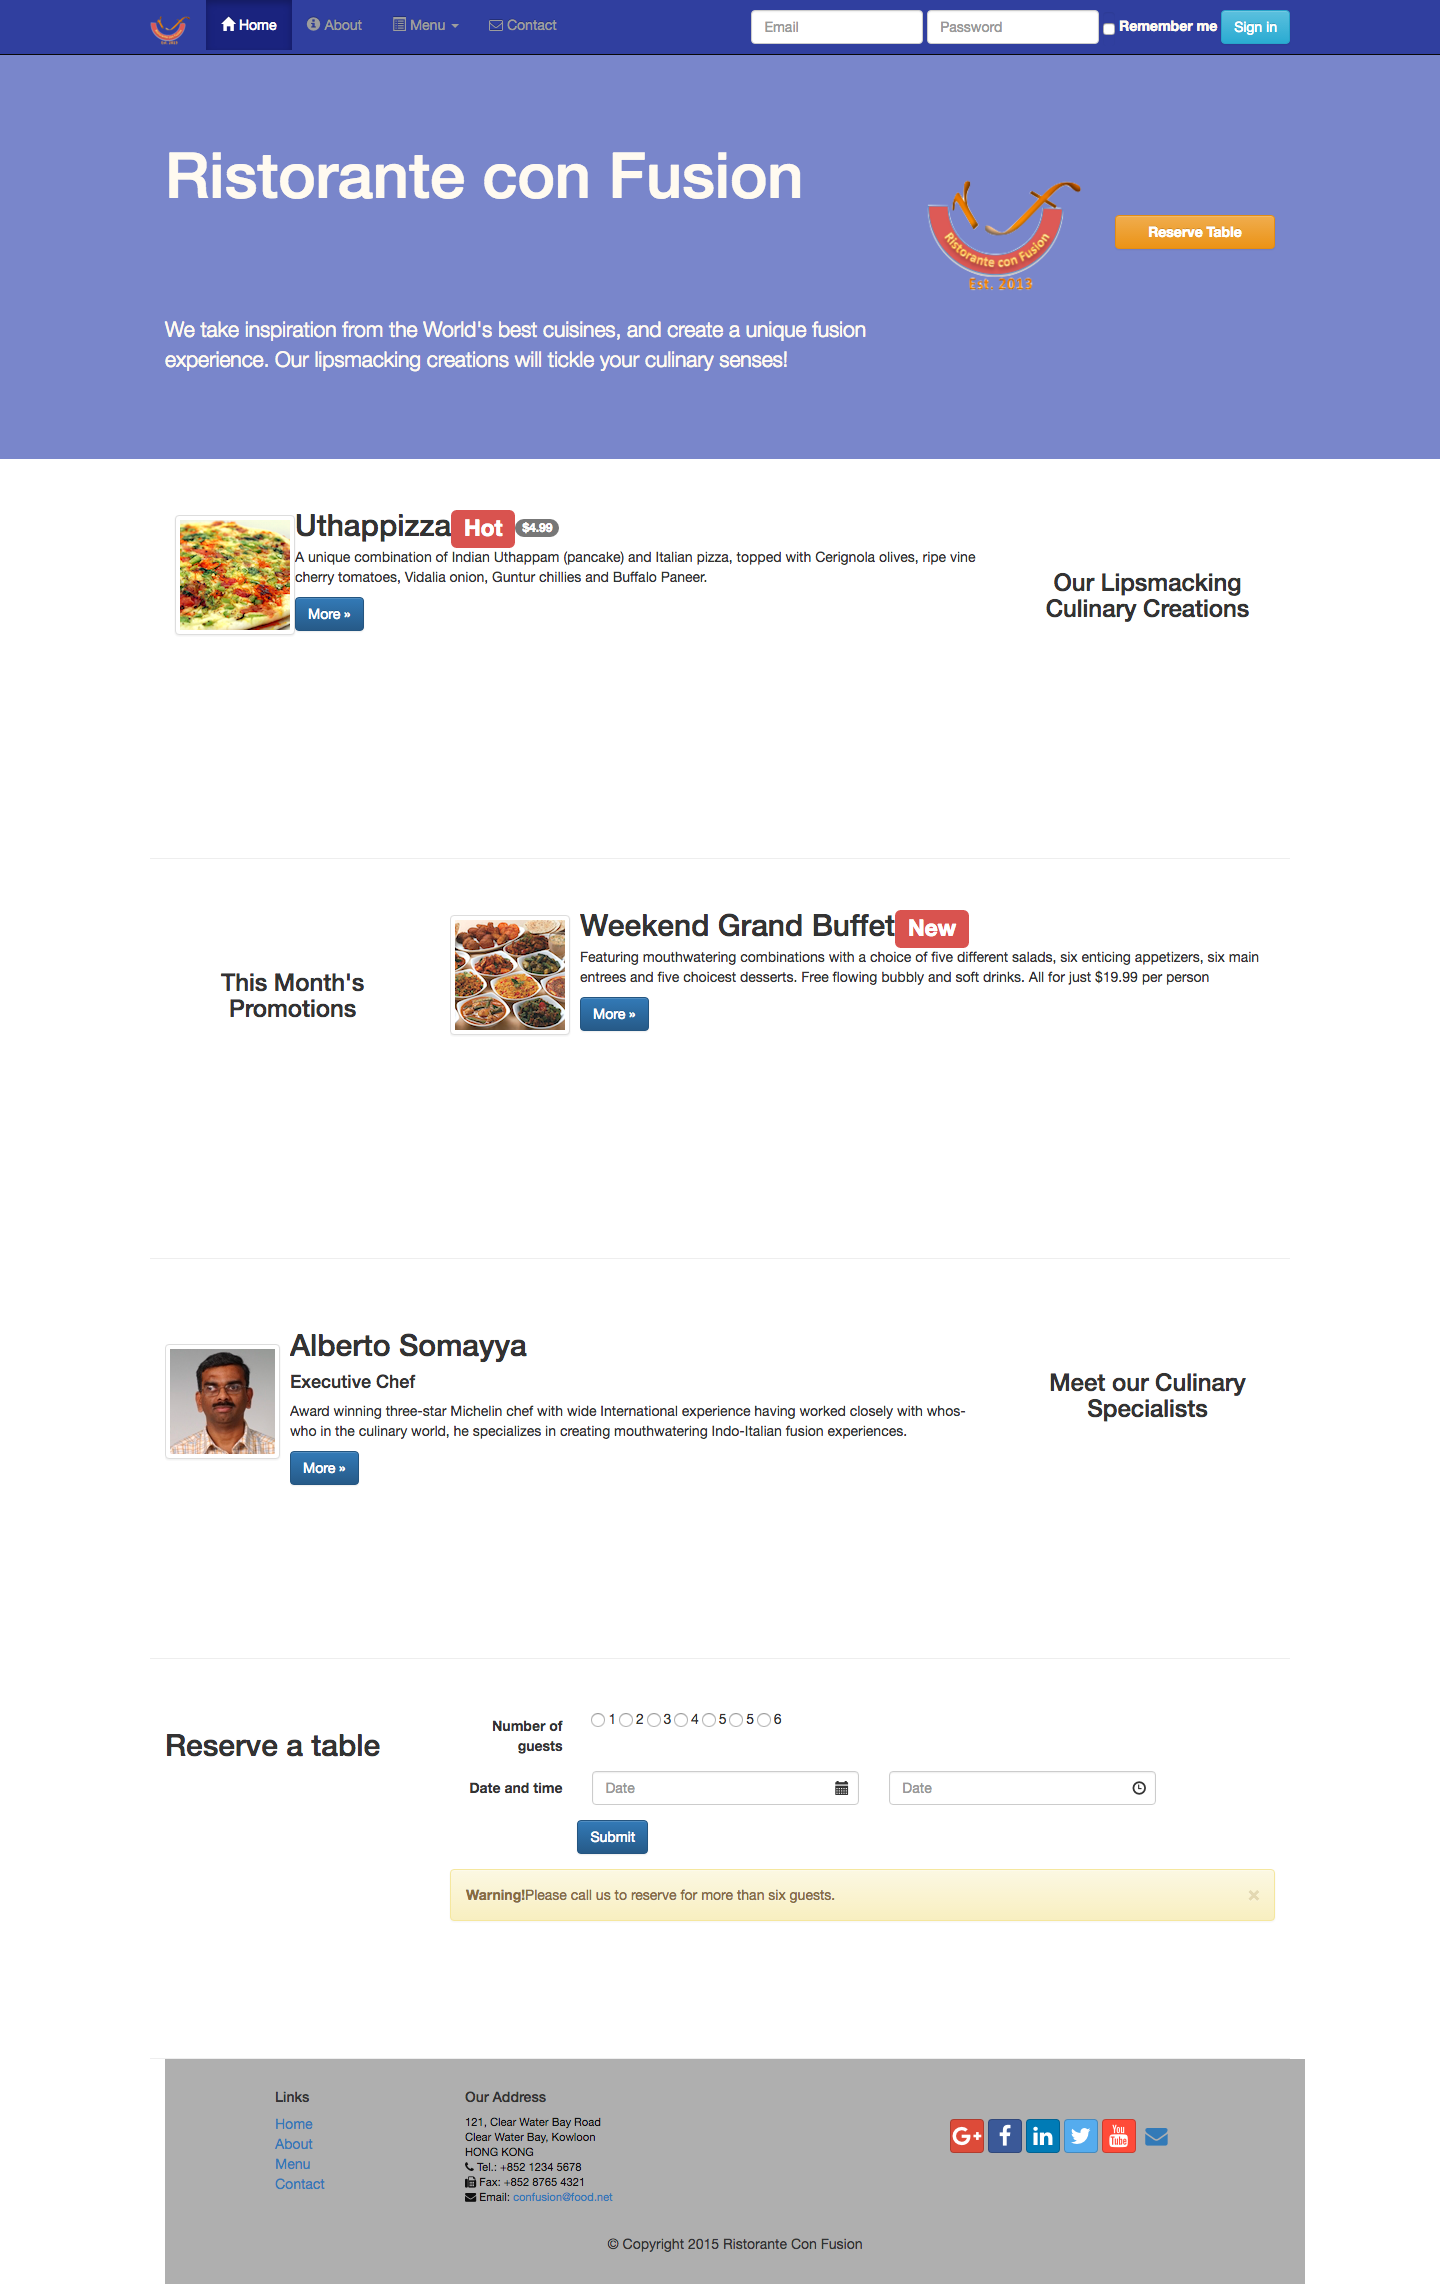 Home About Menu Contact Email Password Remember me Sign in
Ristorante con Fusion
Ristorante con Fusion
Est. 2013
Reserve Table
We take inspiration from the World's best cuisines, and create a unique fusion
experience. Our lipsmacking creations will tickle your culinary senses!
Uthappizza Hot $4.99
A unique combination of Indian Uthappam (pancake) and Italian pizza, topped with Cerignola olives, ripe vine
cherry tomatoes, Vidalia onion, Guntur chillies and Buffalo Paneer.
More »
Our Lipsmacking
Culinary Creations
This Month's
Promotions
Weekend Grand Buffet New
Featuring mouthwatering combinations with a choice of five different salads, six enticing appetizers, six main
entrees and five choicest desserts. Free flowing bubbly and soft drinks. All for just $19.99 per person
More »
Alberto Somayya
Executive Chef
Award winning three-star Michelin chef with wide International experience having worked closely with whos-
who in the culinary world, he specializes in creating mouthwatering Indo-Italian fusion experiences.
More »
Meet our Culinary
Specialists
Reserve a table
Number of
guests
1 2 3 4 5 5 6
Date and time Date Date
Submit
Warning!Please call us to reserve for more than six guests. ×
Links
Home
About
Menu
Contact
Our Address
121, Clear Water Bay Road
Clear Water Bay, Kowloon
HONG KONG
Tel.: +852 1234 5678
Fax: +852 8765 4321
Email: confusion@food.net
G+ f in You Tube
© Copyright 2015 Ristorante Con Fusion